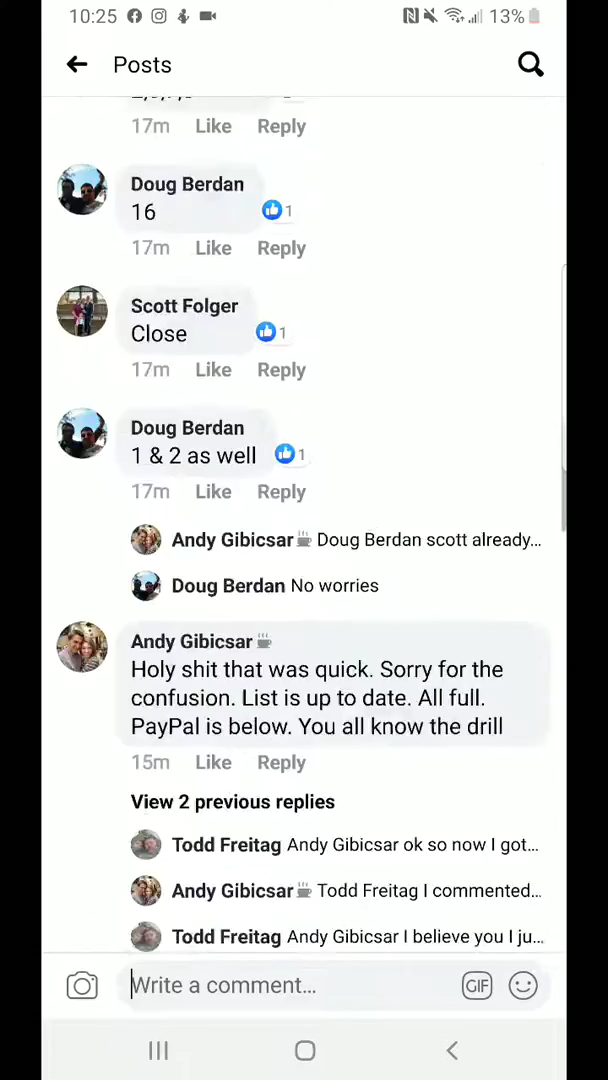 10:25 13%
Posts
17m Like Reply
Doug Berdan
16
1
17m Like Reply
Scott Folger
Close
1
17m Like Reply
Doug Berdan
1 & 2 as well
1
17m Like Reply
Andy Gibicsar Doug Berdan scott already...
Doug Berdan No worries
Andy Gibicsar
Holy shit that was quick. Sorry for the
confusion. List is up to date. All full.
PayPal is below. You all know the drill
15m Like Reply
View 2 previous replies
Todd Freitag Andy Gibicsar ok so now I got...
Andy Gibicsar Todd Freitag I commented...
Todd Freitag Andy Gibicsar I believe you I ju...
Write a comment...
GIF